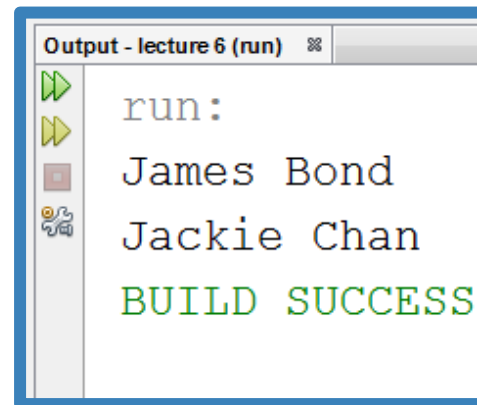 Output - lecture 6 (run)
run:
James Bond
Jackie Chan
BUILD SUCCESS